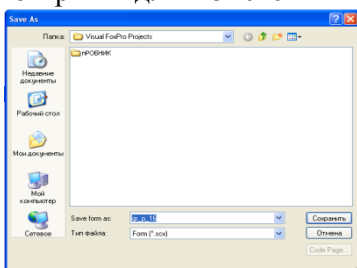 Save As
Папка: Visual FoxPro Projects
пРОБНИК
Недавние документы
Рабочий стол
Мои документы
Мой компьютер
Сетевое
Save form as: gr_p_16
Сохранить
Тип файла: Form (*.scx)
Отмена
Code Page...